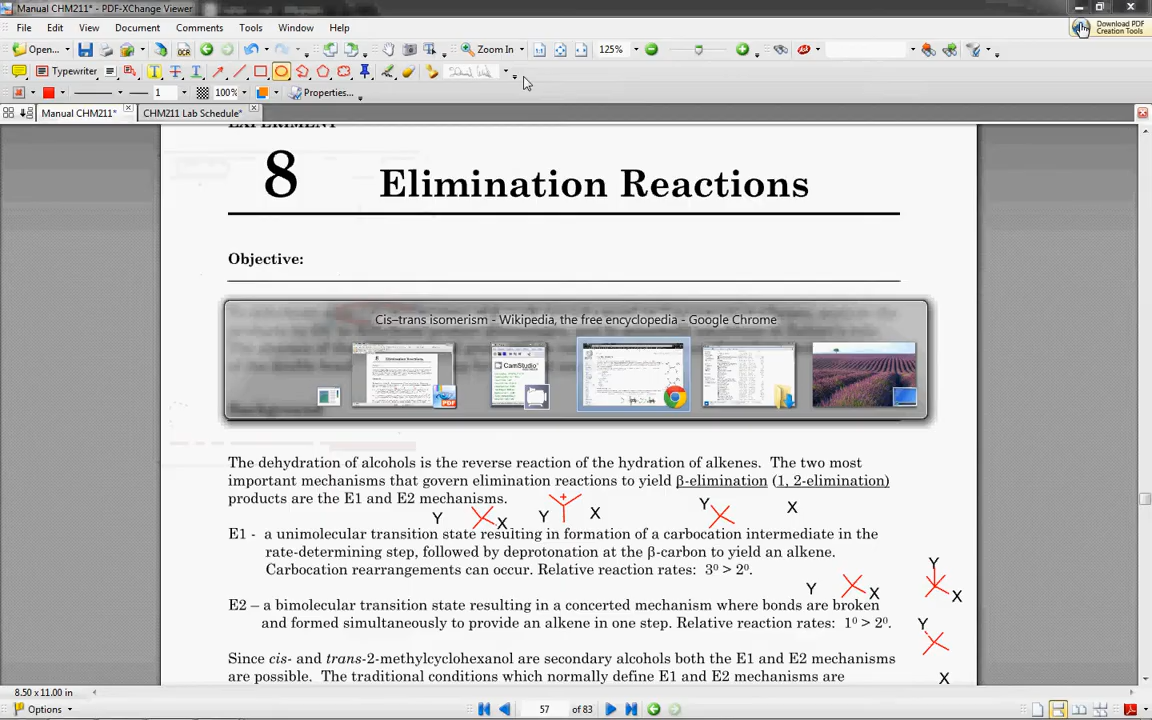 Manual CHM211* - PDF-XChange Viewer
File Edit View Document Comments Tools Window Help
Download PDF
Creation Tools
Open... OCR Zoom In 125%
Typewriter
1 100% Properties...
Manual CHM211* CHM211 Lab Schedule*
EXPERIMENT
8 Elimination Reactions
Objective:
Cis–trans isomerism - Wikipedia, the free encyclopedia - Google Chrome
Elimination Reactions
CamStudio
PDF
The dehydration of alcohols is the reverse reaction of the hydration of alkenes. The two most
important mechanisms that govern elimination reactions to yield β-elimination (1, 2-elimination)
products are the E1 and E2 mechanisms.
Y X Y + X Y X
E1 - a unimolecular transition state resulting in formation of a carbocation intermediate in the
rate-determining step, followed by deprotonation at the β-carbon to yield an alkene.
Carbocation rearrangements can occur. Relative reaction rates: 3⁰ > 2⁰.
Y X Y X
E2 – a bimolecular transition state resulting in a concerted mechanism where bonds are broken
and formed simultaneously to provide an alkene in one step. Relative reaction rates: 1⁰ > 2⁰.
Y
Since cis- and trans-2-methylcyclohexanol are secondary alcohols both the E1 and E2 mechanisms
are possible. The traditional conditions which normally define E1 and E2 mechanisms are
X
8.50 x 11.00 in
Options 57 of 83